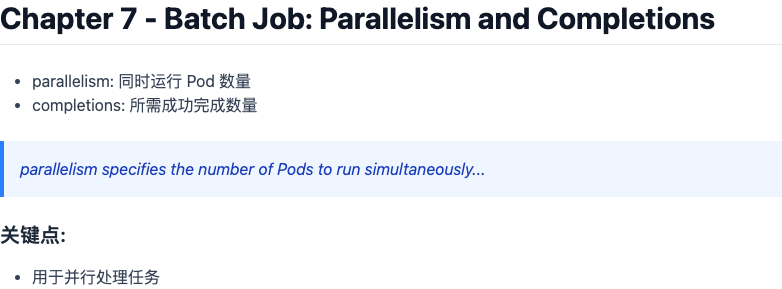 Chapter 7 - Batch Job: Parallelism and Completions
parallelism: 同时运行 Pod 数量
completions: 所需成功完成数量
parallelism specifies the number of Pods to run simultaneously...
关键点:
用于并行处理任务